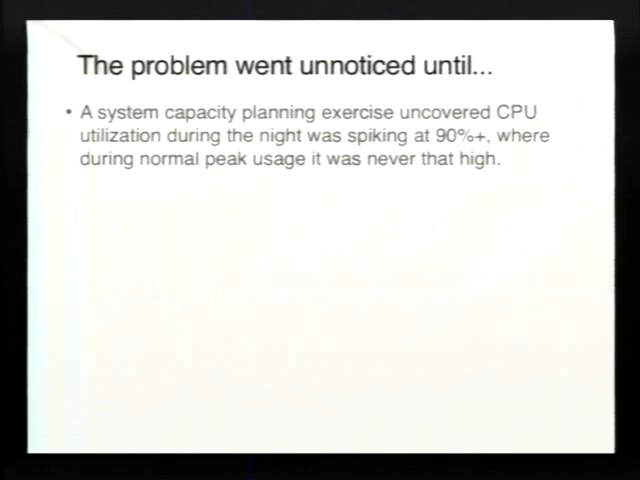 The problem went unnoticed until...
• A system capacity planning exercise uncovered CPU
utilization during the night was spiking at 90%+, where
during normal peak usage it was never that high.